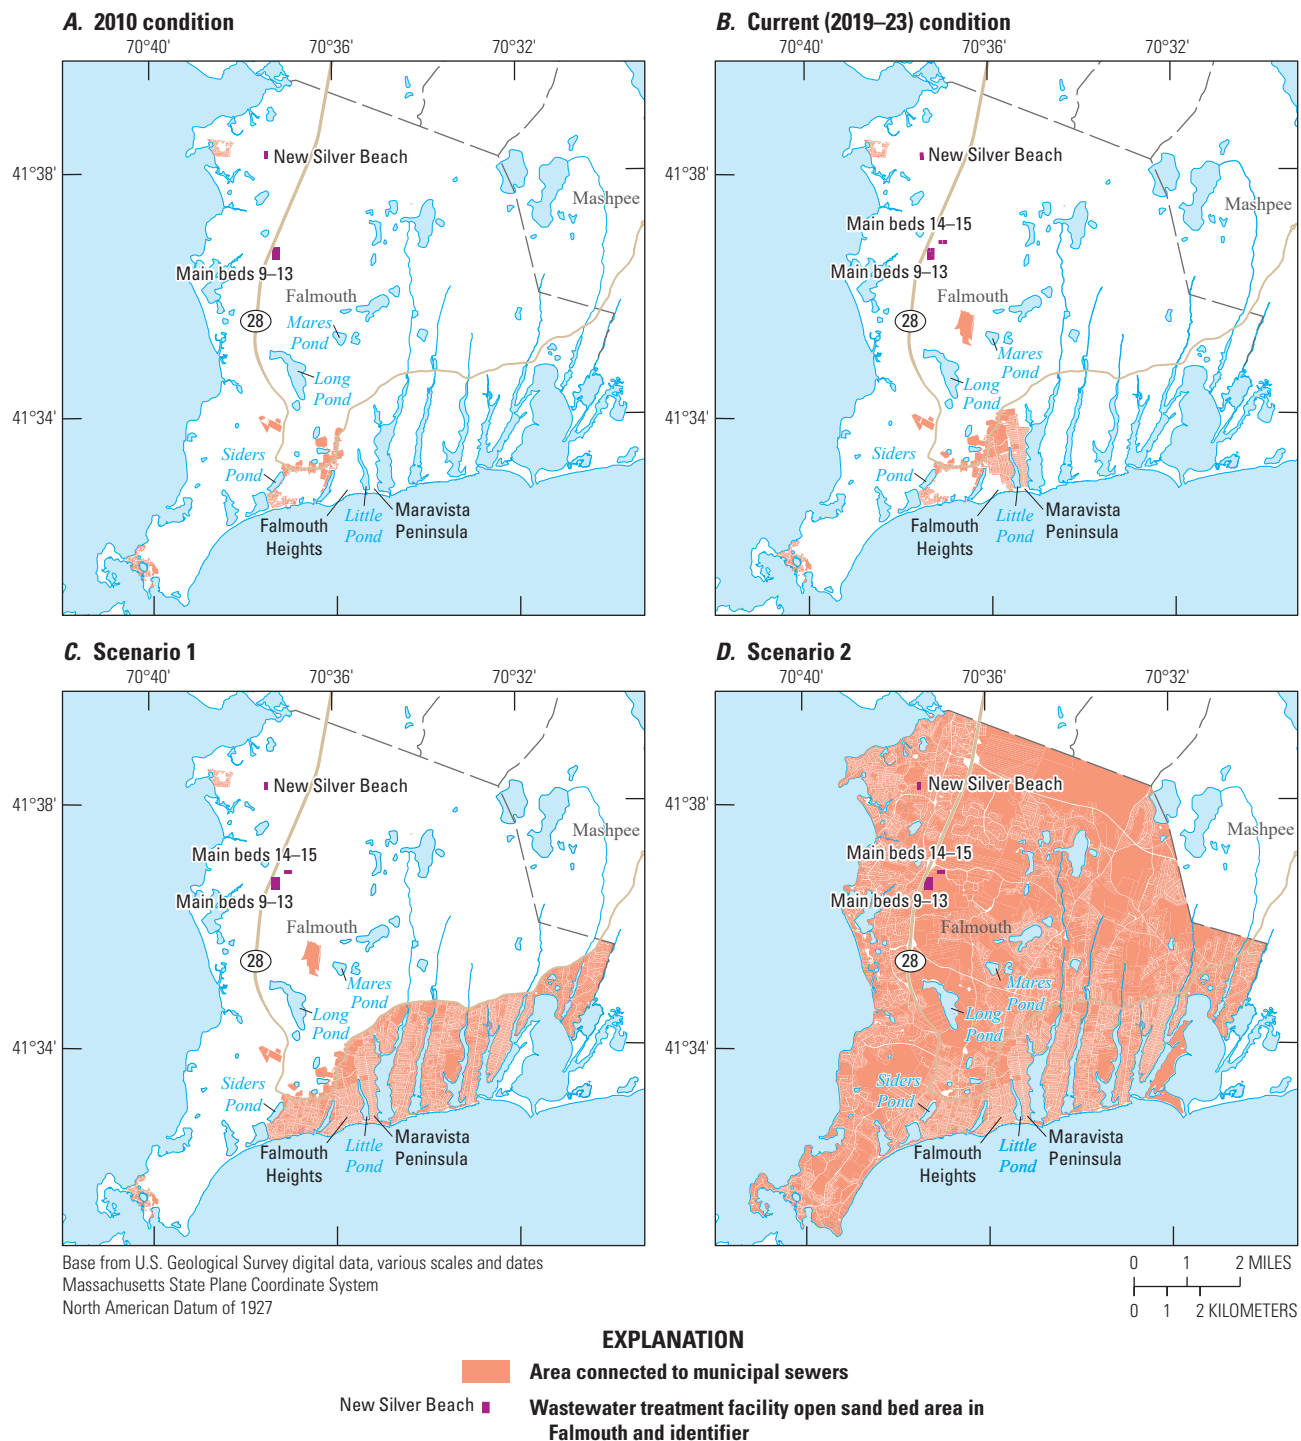 A. 2010 condition
70°40' 70°36' 70°32'
41°38'
41°34'
New Silver Beach
Mashpee
Main beds 9–13
Falmouth
28
Mares
Pond
Long
Pond
Siders
Pond
Falmouth
Heights
Little
Pond
Maravista
Peninsula
B. Current (2019–23) condition
70°40' 70°36' 70°32'
41°38'
41°34'
New Silver Beach
Mashpee
Main beds 14–15
Main beds 9–13
Falmouth
28
Mares
Pond
Long
Pond
Siders
Pond
Falmouth
Heights
Little
Pond
Maravista
Peninsula
C. Scenario 1
70°40' 70°36' 70°32'
41°38'
41°34'
New Silver Beach
Mashpee
Main beds 14–15
Main beds 9–13
Falmouth
28
Mares
Pond
Long
Pond
Siders
Pond
Falmouth
Heights
Little
Pond
Maravista
Peninsula
D. Scenario 2
70°40' 70°36' 70°32'
41°38'
41°34'
New Silver Beach
Mashpee
Main beds 14–15
Main beds 9–13
Falmouth
28
Mares
Pond
Long
Pond
Siders
Pond
Falmouth
Heights
Little
Pond
Maravista
Peninsula
Base from U.S. Geological Survey digital data, various scales and dates
Massachusetts State Plane Coordinate System
North American Datum of 1927
0 1 2 MILES
0 1 2 KILOMETERS
EXPLANATION
Area connected to municipal sewers
New Silver Beach
Wastewater treatment facility open sand bed area in
Falmouth and identifier